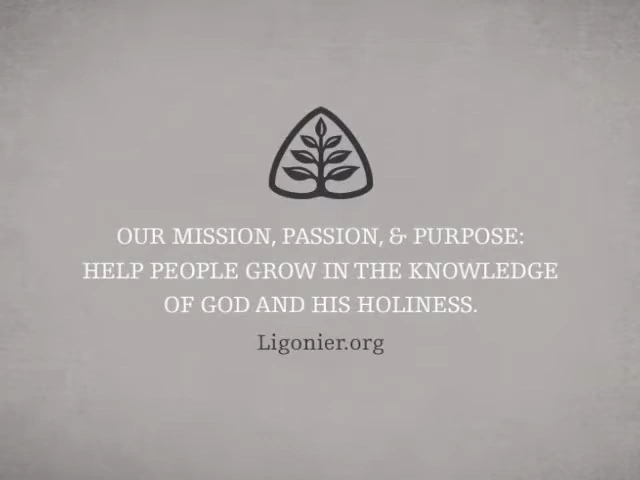 OUR MISSION, PASSION, & PURPOSE:
HELP PEOPLE GROW IN THE KNOWLEDGE
OF GOD AND HIS HOLINESS.
Ligonier.org